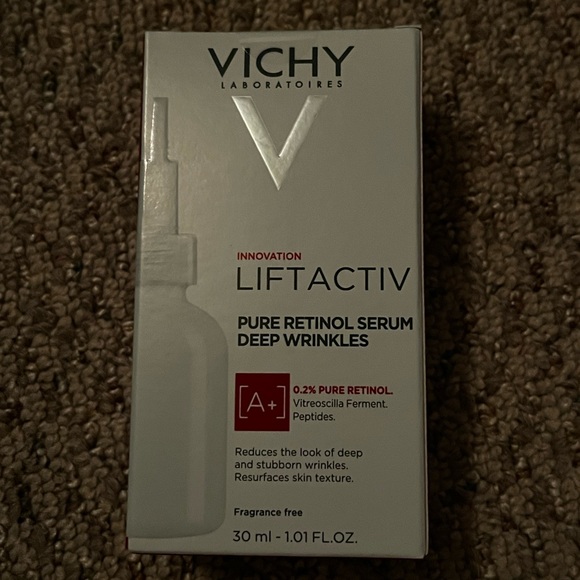 VICHY
LABORATOIRES
V
INNOVATION
LIFTACTIV
PURE RETINOL SERUM
DEEP WRINKLES
[A+]
0.2% PURE RETINOL.
Vitreoscilla Ferment.
Peptides.
Reduces the look of deep
and stubborn wrinkles.
Resurfaces skin texture.
Fragrance free
30 ml - 1.01 FL.OZ.